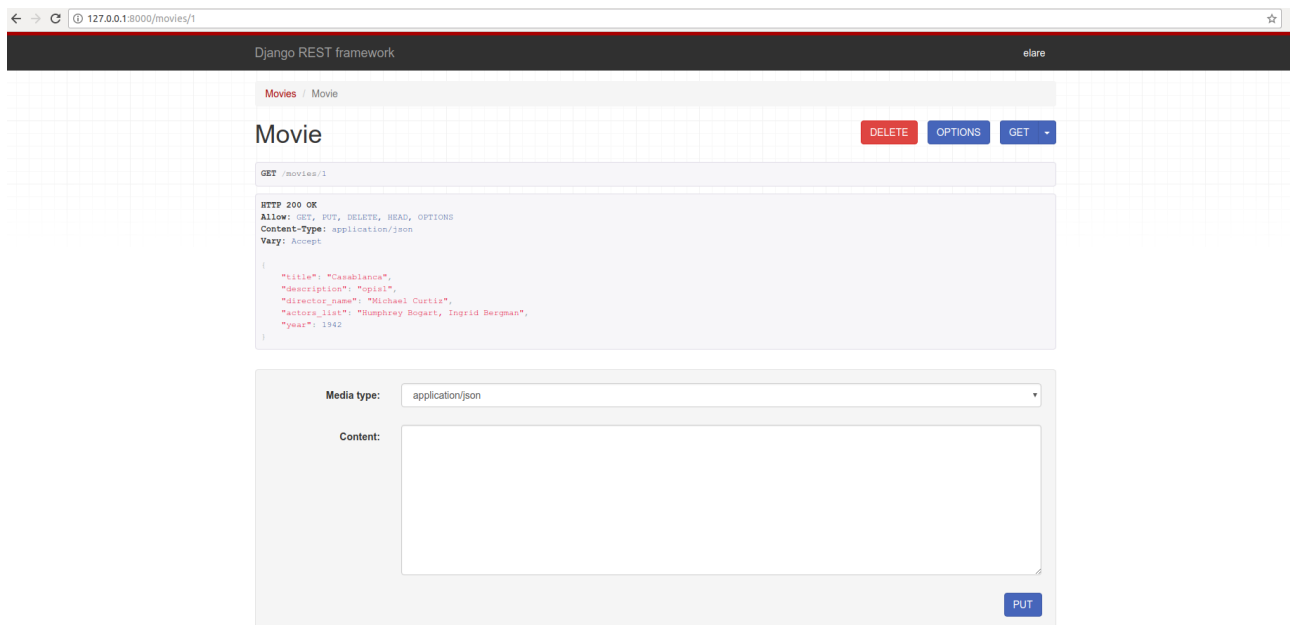 127.0.0.1:8000/movies/1
Django REST framework elare
Movies / Movie
Movie DELETE OPTIONS GET
GET /movies/1
HTTP 200 OK
Allow: GET, PUT, DELETE, HEAD, OPTIONS
Content-Type: application/json
Vary: Accept
{
"title": "Casablanca",
"description": "opis1",
"director_name": "Michael Curtiz",
"actors_list": "Humphrey Bogart, Ingrid Bergman",
"year": 1942
}
Media type: application/json
Content:
PUT